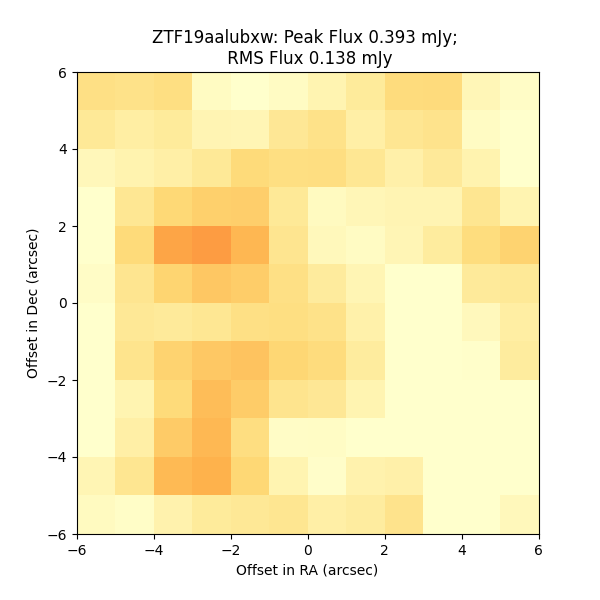 ZTF19aalubxw: Peak Flux 0.393 mJy;
RMS Flux 0.138 mJy
6
4
2
0
−2
−4
−6
Offset in Dec (arcsec)
−6 −4 −2 0 2 4 6
Offset in RA (arcsec)